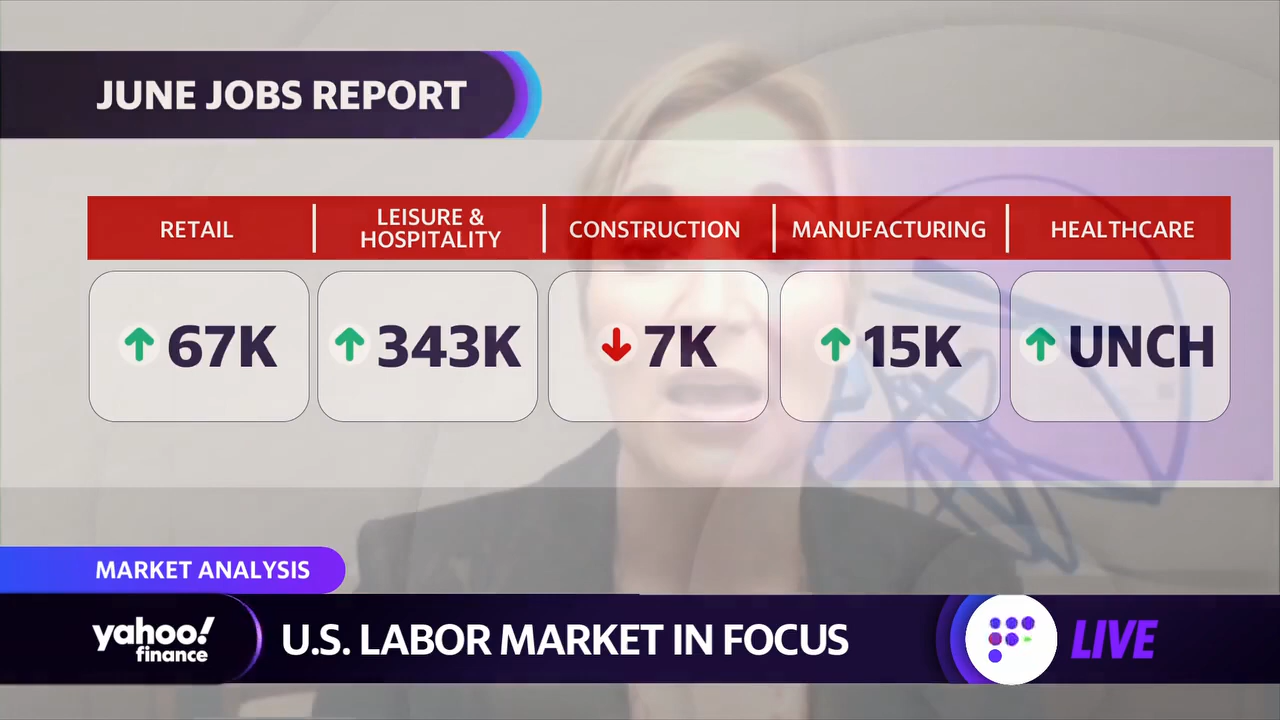 JUNE JOBS REPORT
RETAIL
LEISURE &
HOSPITALITY
CONSTRUCTION
MANUFACTURING
HEALTHCARE
67K
343K
7K
15K
UNCH
MARKET ANALYSIS
yahoo!
finance
U.S. LABOR MARKET IN FOCUS
LIVE